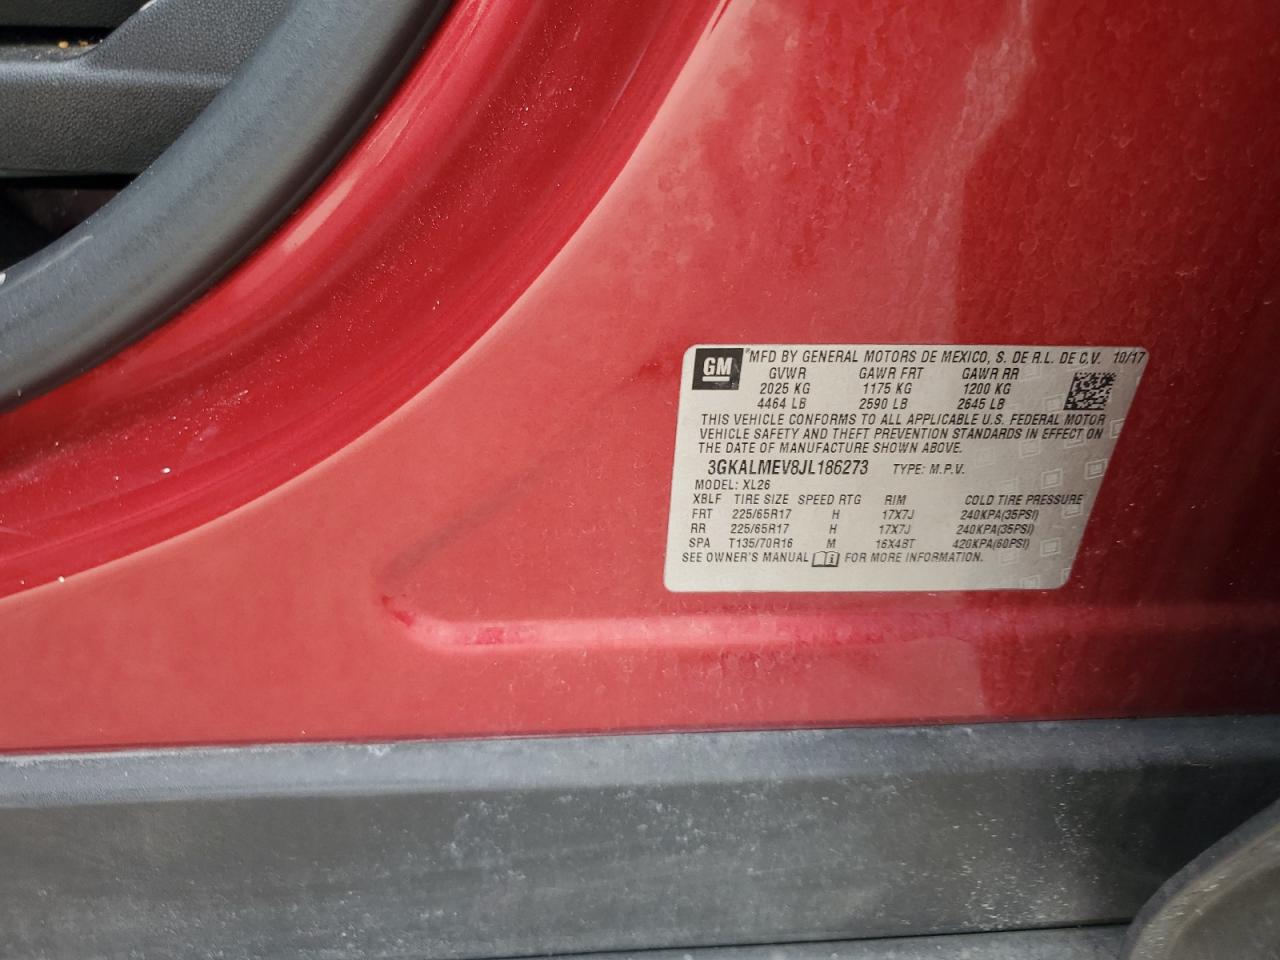 GM ® MFD BY GENERAL MOTORS DE MEXICO, S. DE R.L. DE C.V. 10/17
GVWR GAWR FRT GAWR RR
2025 KG 1175 KG 1200 KG
4464 LB 2590 LB 2645 LB
THIS VEHICLE CONFORMS TO ALL APPLICABLE U.S. FEDERAL MOTOR
VEHICLE SAFETY AND THEFT PREVENTION STANDARDS IN EFFECT ON
THE DATE OF MANUFACTURE SHOWN ABOVE.
3GKALMEV8JL186273 TYPE: M.P.V.
MODEL: XL26
XBLF TIRE SIZE SPEED RTG RIM COLD TIRE PRESSURE
FRT 225/65R17 H 17X7J 240KPA(35PSI)
RR 225/65R17 H 17X7J 240KPA(35PSI)
SPA T135/70R16 M 16X4BT 420KPA(60PSI)
SEE OWNER'S MANUAL i FOR MORE INFORMATION.